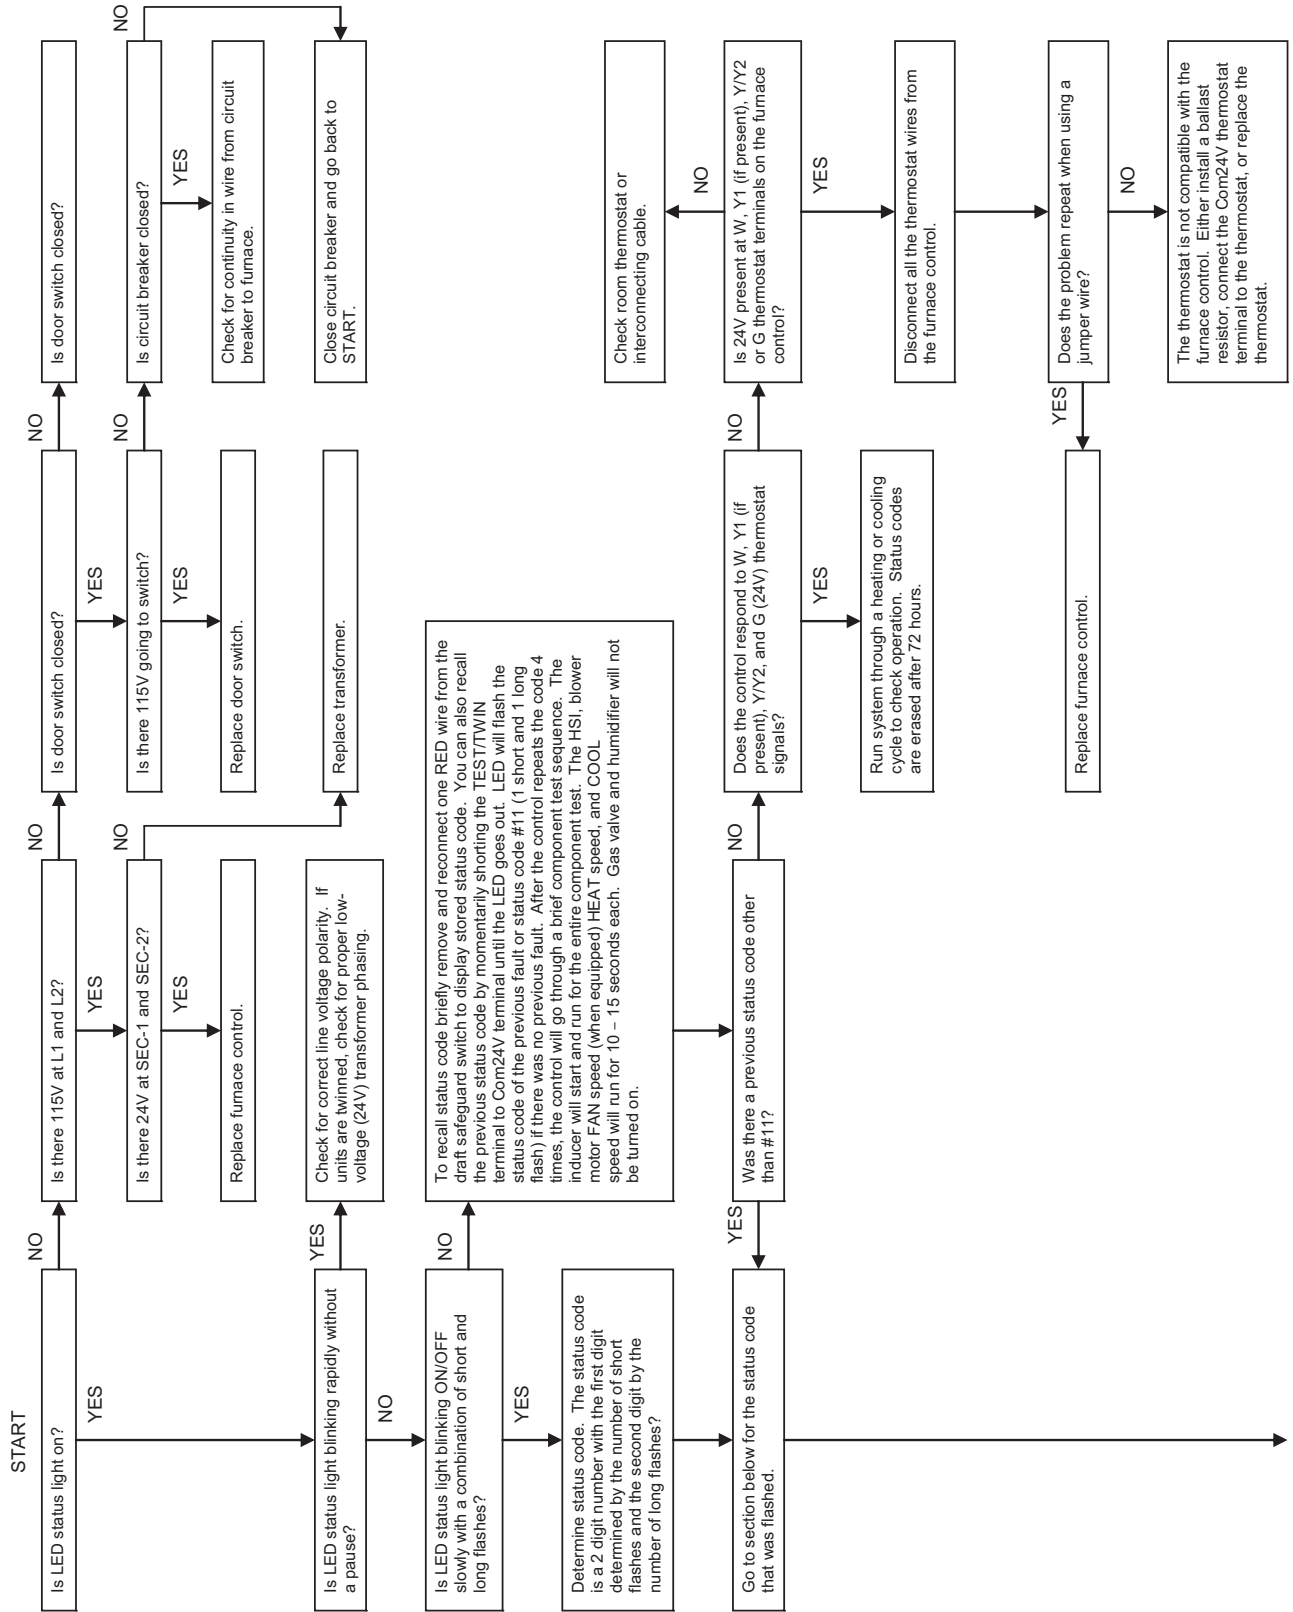 START
Is LED status light on?
NO
YES
Is there 115V at L1 and L2?
NO
YES
Is door switch closed?
NO
YES
Is door switch closed?
Is there 24V at SEC-1 and SEC-2?
NO
YES
Is there 115V going to switch?
NO
YES
Is circuit breaker closed?
NO
YES
Replace furnace control.
Replace door switch.
Check for continuity in wire from circuit
breaker to furnace.
Is LED status light blinking rapidly without
a pause?
YES
NO
Check for correct line voltage polarity. If
units are twinned, check for proper low-
voltage (24V) transformer phasing.
Replace transformer.
Close circuit breaker and go back to
START.
Is LED status light blinking ON/OFF
slowly with a combination of short and
long flashes?
NO
YES
To recall status code briefly remove and reconnect one RED wire from the
draft safeguard switch to display stored status code. You can also recall
the previous status code by momentarily shorting the TEST/TWIN
terminal to Com24V terminal until the LED goes out. LED will flash the
status code of the previous fault or status code #11 (1 short and 1 long
flash) if there was no previous fault. After the control repeats the code 4
times, the control will go through a brief component test sequence. The
inducer will start and run for the entire component test. The HSI, blower
motor FAN speed (when equipped) HEAT speed, and COOL
speed will run for 10 – 15 seconds each. Gas valve and humidifier will not
be turned on.
Determine status code. The status code
is a 2 digit number with the first digit
determined by the number of short
flashes and the second digit by the
number of long flashes?
Check room thermostat or
interconnecting cable.
NO
Go to section below for the status code
that was flashed.
YES
Was there a previous status code other
than #11?
NO
Does the control respond to W, Y1 (if
present), Y/Y2, and G (24V) thermostat
signals?
NO
YES
Is 24V present at W, Y1 (if present), Y/Y2
or G thermostat terminals on the furnace
control?
YES
Run system through a heating or cooling
cycle to check operation. Status codes
are erased after 72 hours.
Disconnect all the thermostat wires from
the furnace control.
Replace furnace control.
YES
Does the problem repeat when using a
jumper wire?
NO
The thermostat is not compatible with the
furnace control. Either install a ballast
resistor, connect the Com24V thermostat
terminal to the thermostat, or replace the
thermostat.